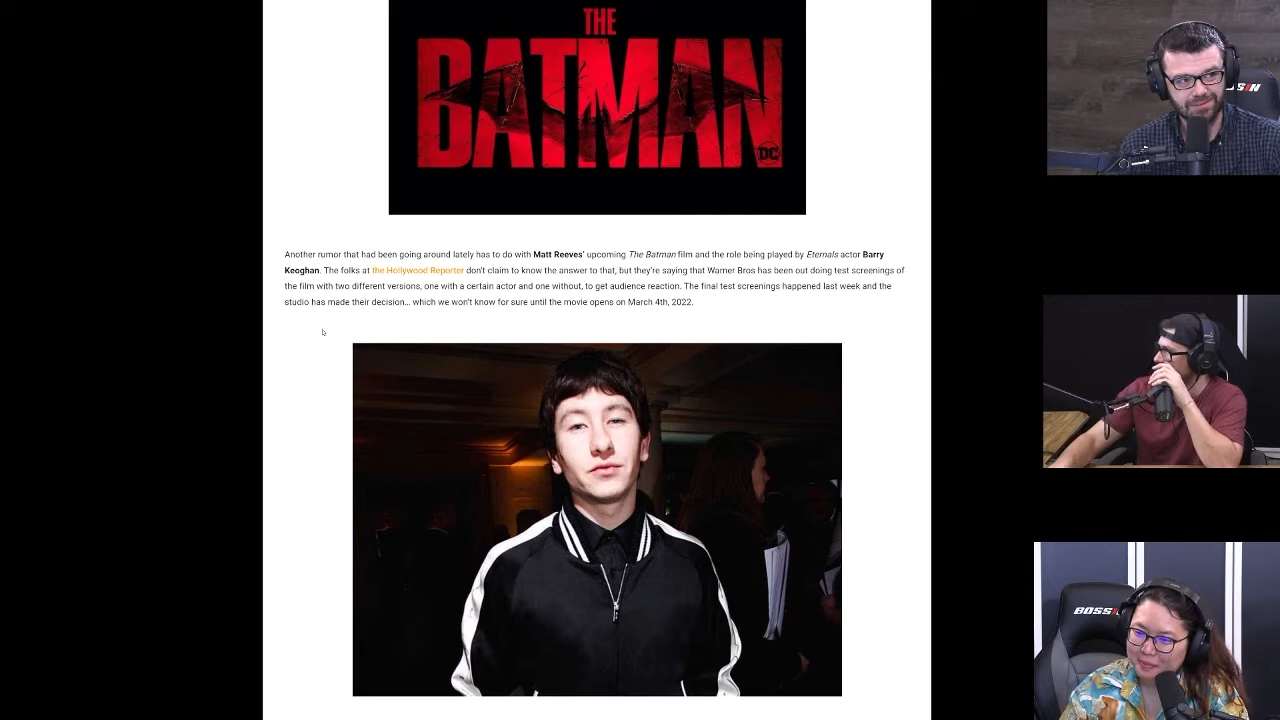 THE
BATMAN
DC
Another rumor that had been going around lately has to do with Matt Reeves' upcoming The Batman film and the role being played by Eternals actor Barry
Keoghan. The folks at the Hollywood Reporter don't claim to know the answer to that, but they're saying that Warner Bros has been out doing test screenings of
the film with two different versions, one with a certain actor and one without, to get audience reaction. The final test screenings happened last week and the
studio has made their decision... which we won't know for sure until the movie opens on March 4th, 2022.